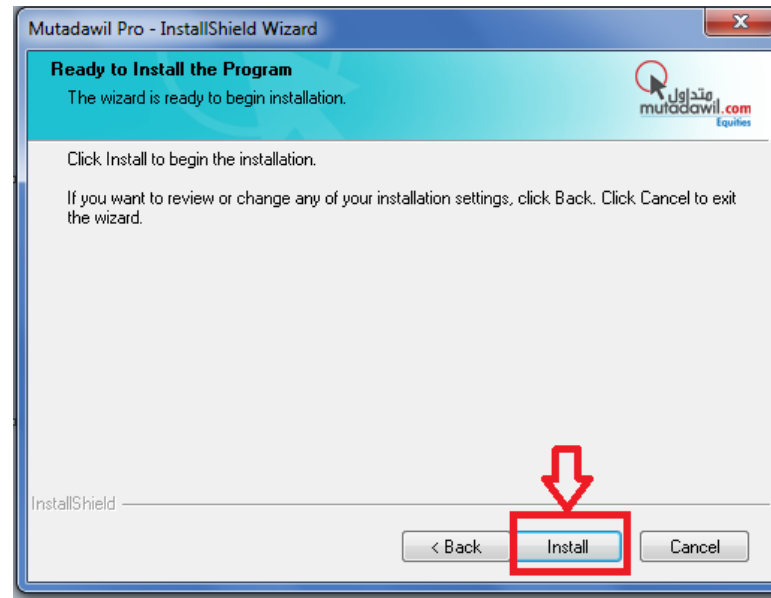 Mutadawil Pro - InstallShield Wizard
Ready to Install the Program
The wizard is ready to begin installation.
متداول
mutadawil.com
Equities
Click Install to begin the installation.
If you want to review or change any of your installation settings, click Back. Click Cancel to exit
the wizard.
InstallShield
< Back Install Cancel